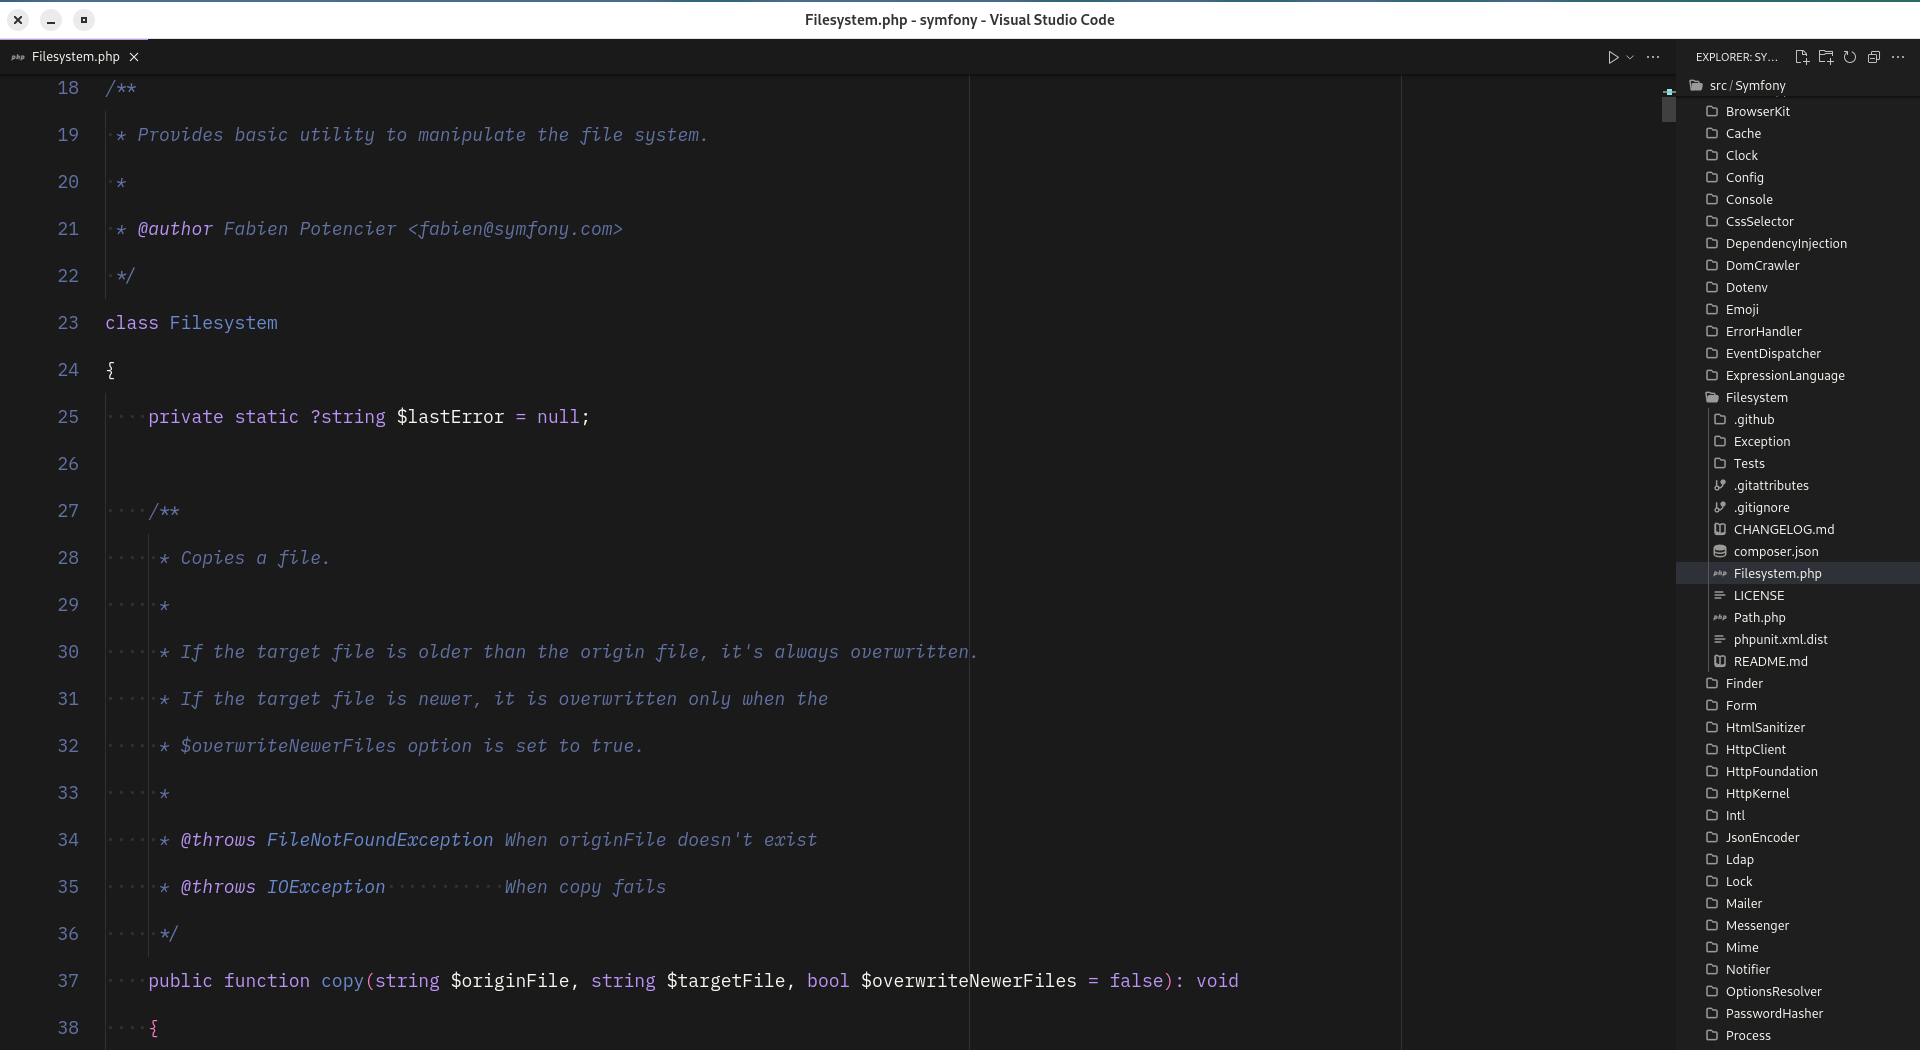 Filesystem.php - symfony - Visual Studio Code
php Filesystem.php
18 /**
19 * Provides basic utility to manipulate the file system.
20 *
21 * @author Fabien Potencier <fabien@symfony.com>
22 */
23 class Filesystem
24 {
25 private static ?string $lastError = null;
26
27 /**
28 * Copies a file.
29 *
30 * If the target file is older than the origin file, it's always overwritten.
31 * If the target file is newer, it is overwritten only when the
32 * $overwriteNewerFiles option is set to true.
33 *
34 * @throws FileNotFoundException When originFile doesn't exist
35 * @throws IOException When copy fails
36 */
37 public function copy(string $originFile, string $targetFile, bool $overwriteNewerFiles = false): void
38 {
EXPLORER: SY...
src / Symfony
BrowserKit
Cache
Clock
Config
Console
CssSelector
DependencyInjection
DomCrawler
Dotenv
Emoji
ErrorHandler
EventDispatcher
ExpressionLanguage
Filesystem
.github
Exception
Tests
.gitattributes
.gitignore
CHANGELOG.md
composer.json
php Filesystem.php
LICENSE
php Path.php
phpunit.xml.dist
README.md
Finder
Form
HtmlSanitizer
HttpClient
HttpFoundation
HttpKernel
Intl
JsonEncoder
Ldap
Lock
Mailer
Messenger
Mime
Notifier
OptionsResolver
PasswordHasher
Process